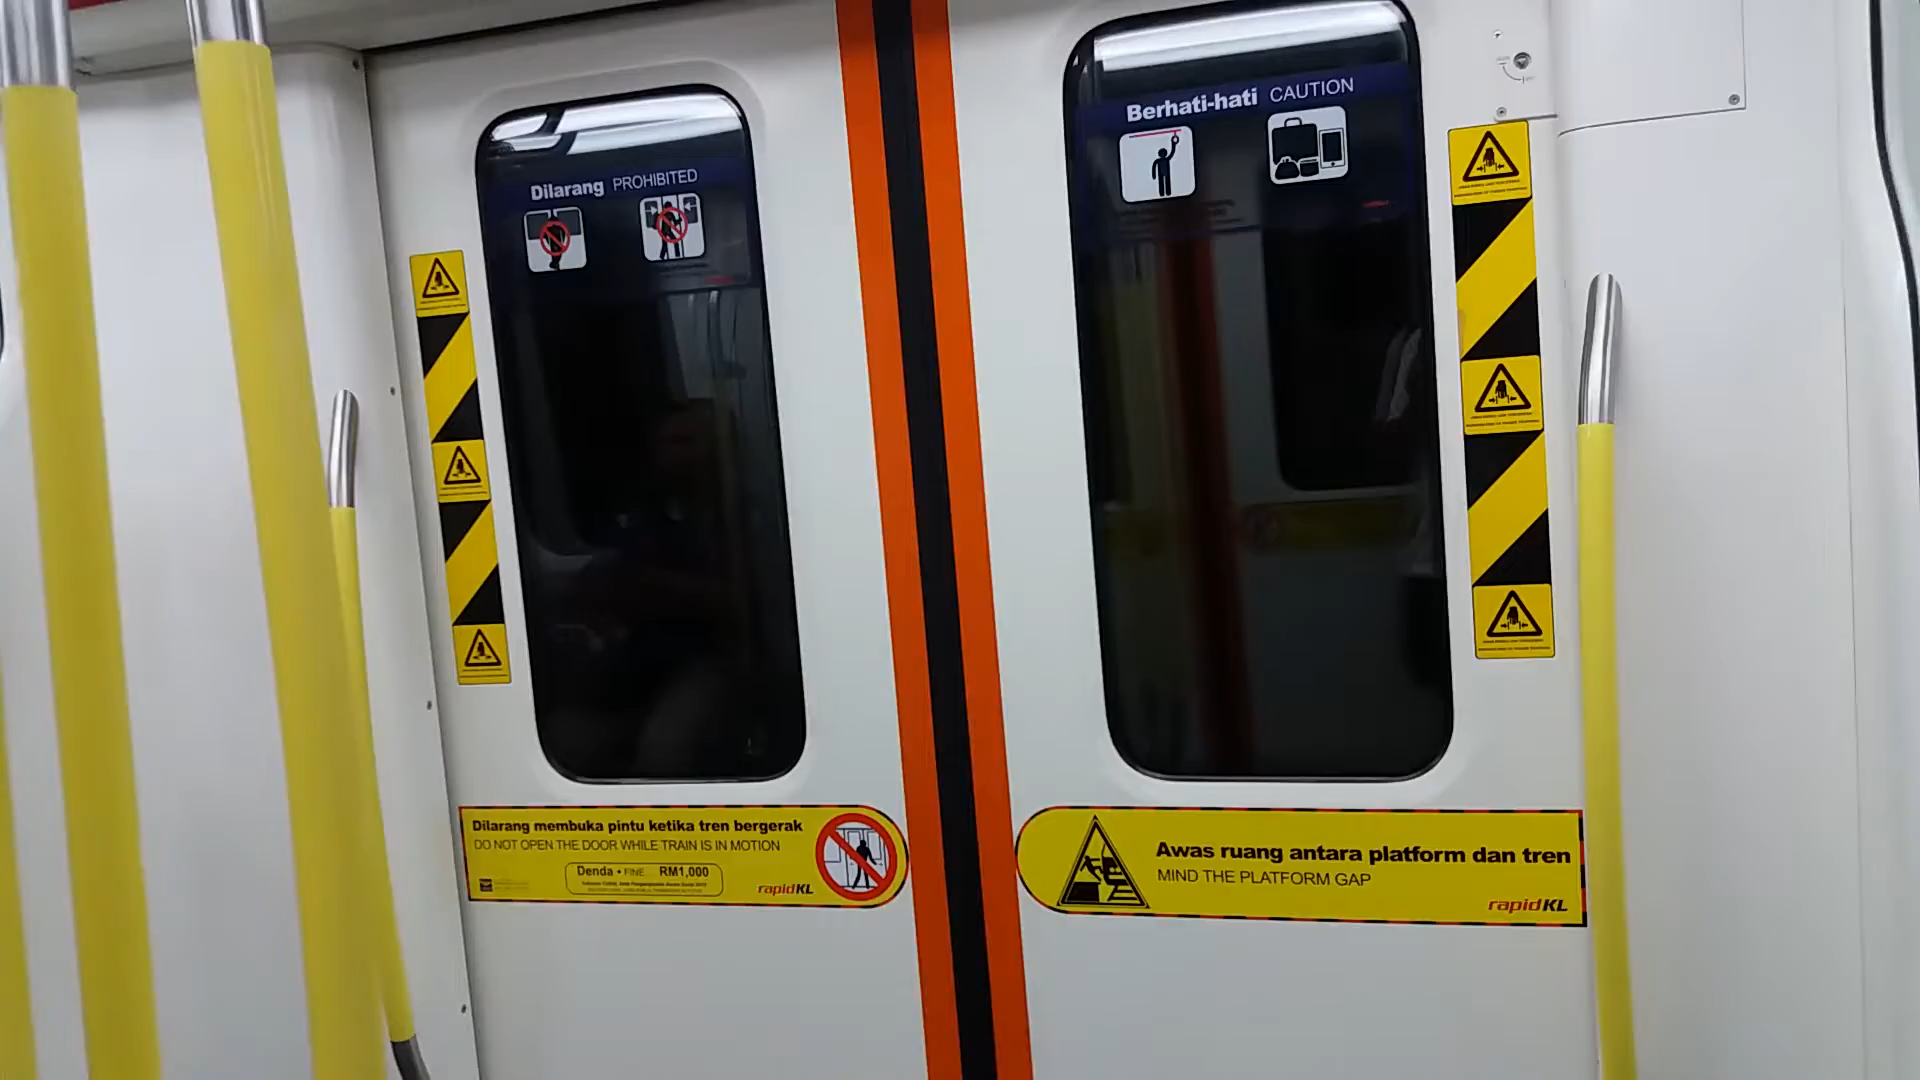 Dilarang PROHIBITED
Berhati-hati CAUTION
Dilarang membuka pintu ketika tren bergerak
DO NOT OPEN THE DOOR WHILE TRAIN IS IN MOTION
Denda • FINE RM1,000
rapidKL
Awas ruang antara platform dan tren
MIND THE PLATFORM GAP
rapidKL